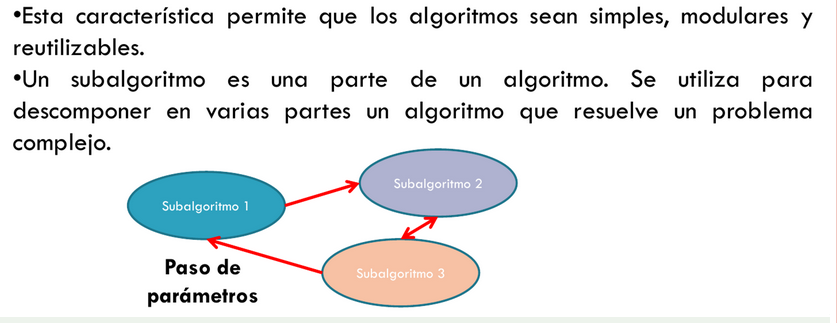 •Esta característica permite que los algoritmos sean simples, modulares y
reutilizables.
•Un subalgoritmo es una parte de un algoritmo. Se utiliza para
descomponer en varias partes un algoritmo que resuelve un problema
complejo.
Subalgoritmo 1
Subalgoritmo 2
Subalgoritmo 3
Paso de
parámetros